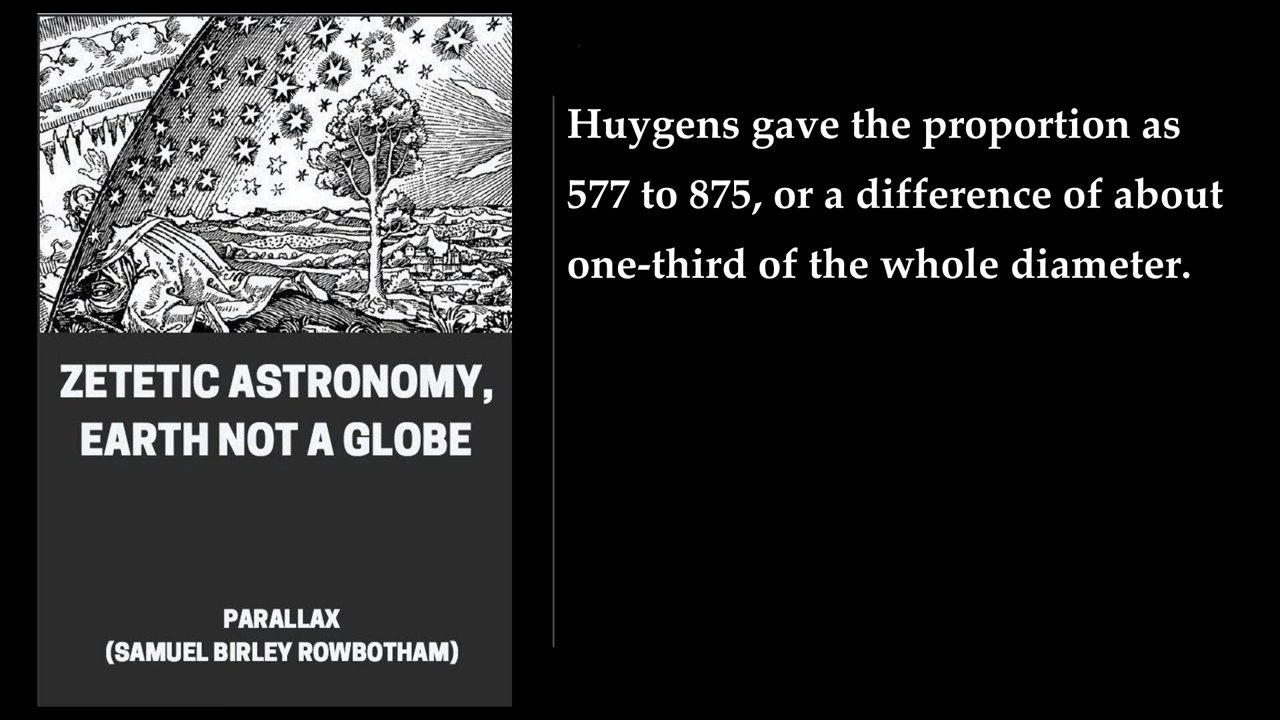 ZETETIC ASTRONOMY,
EARTH NOT A GLOBE
PARALLAX
(SAMUEL BIRLEY ROWBOTHAM)
Huygens gave the proportion as
577 to 875, or a difference of about
one-third of the whole diameter.